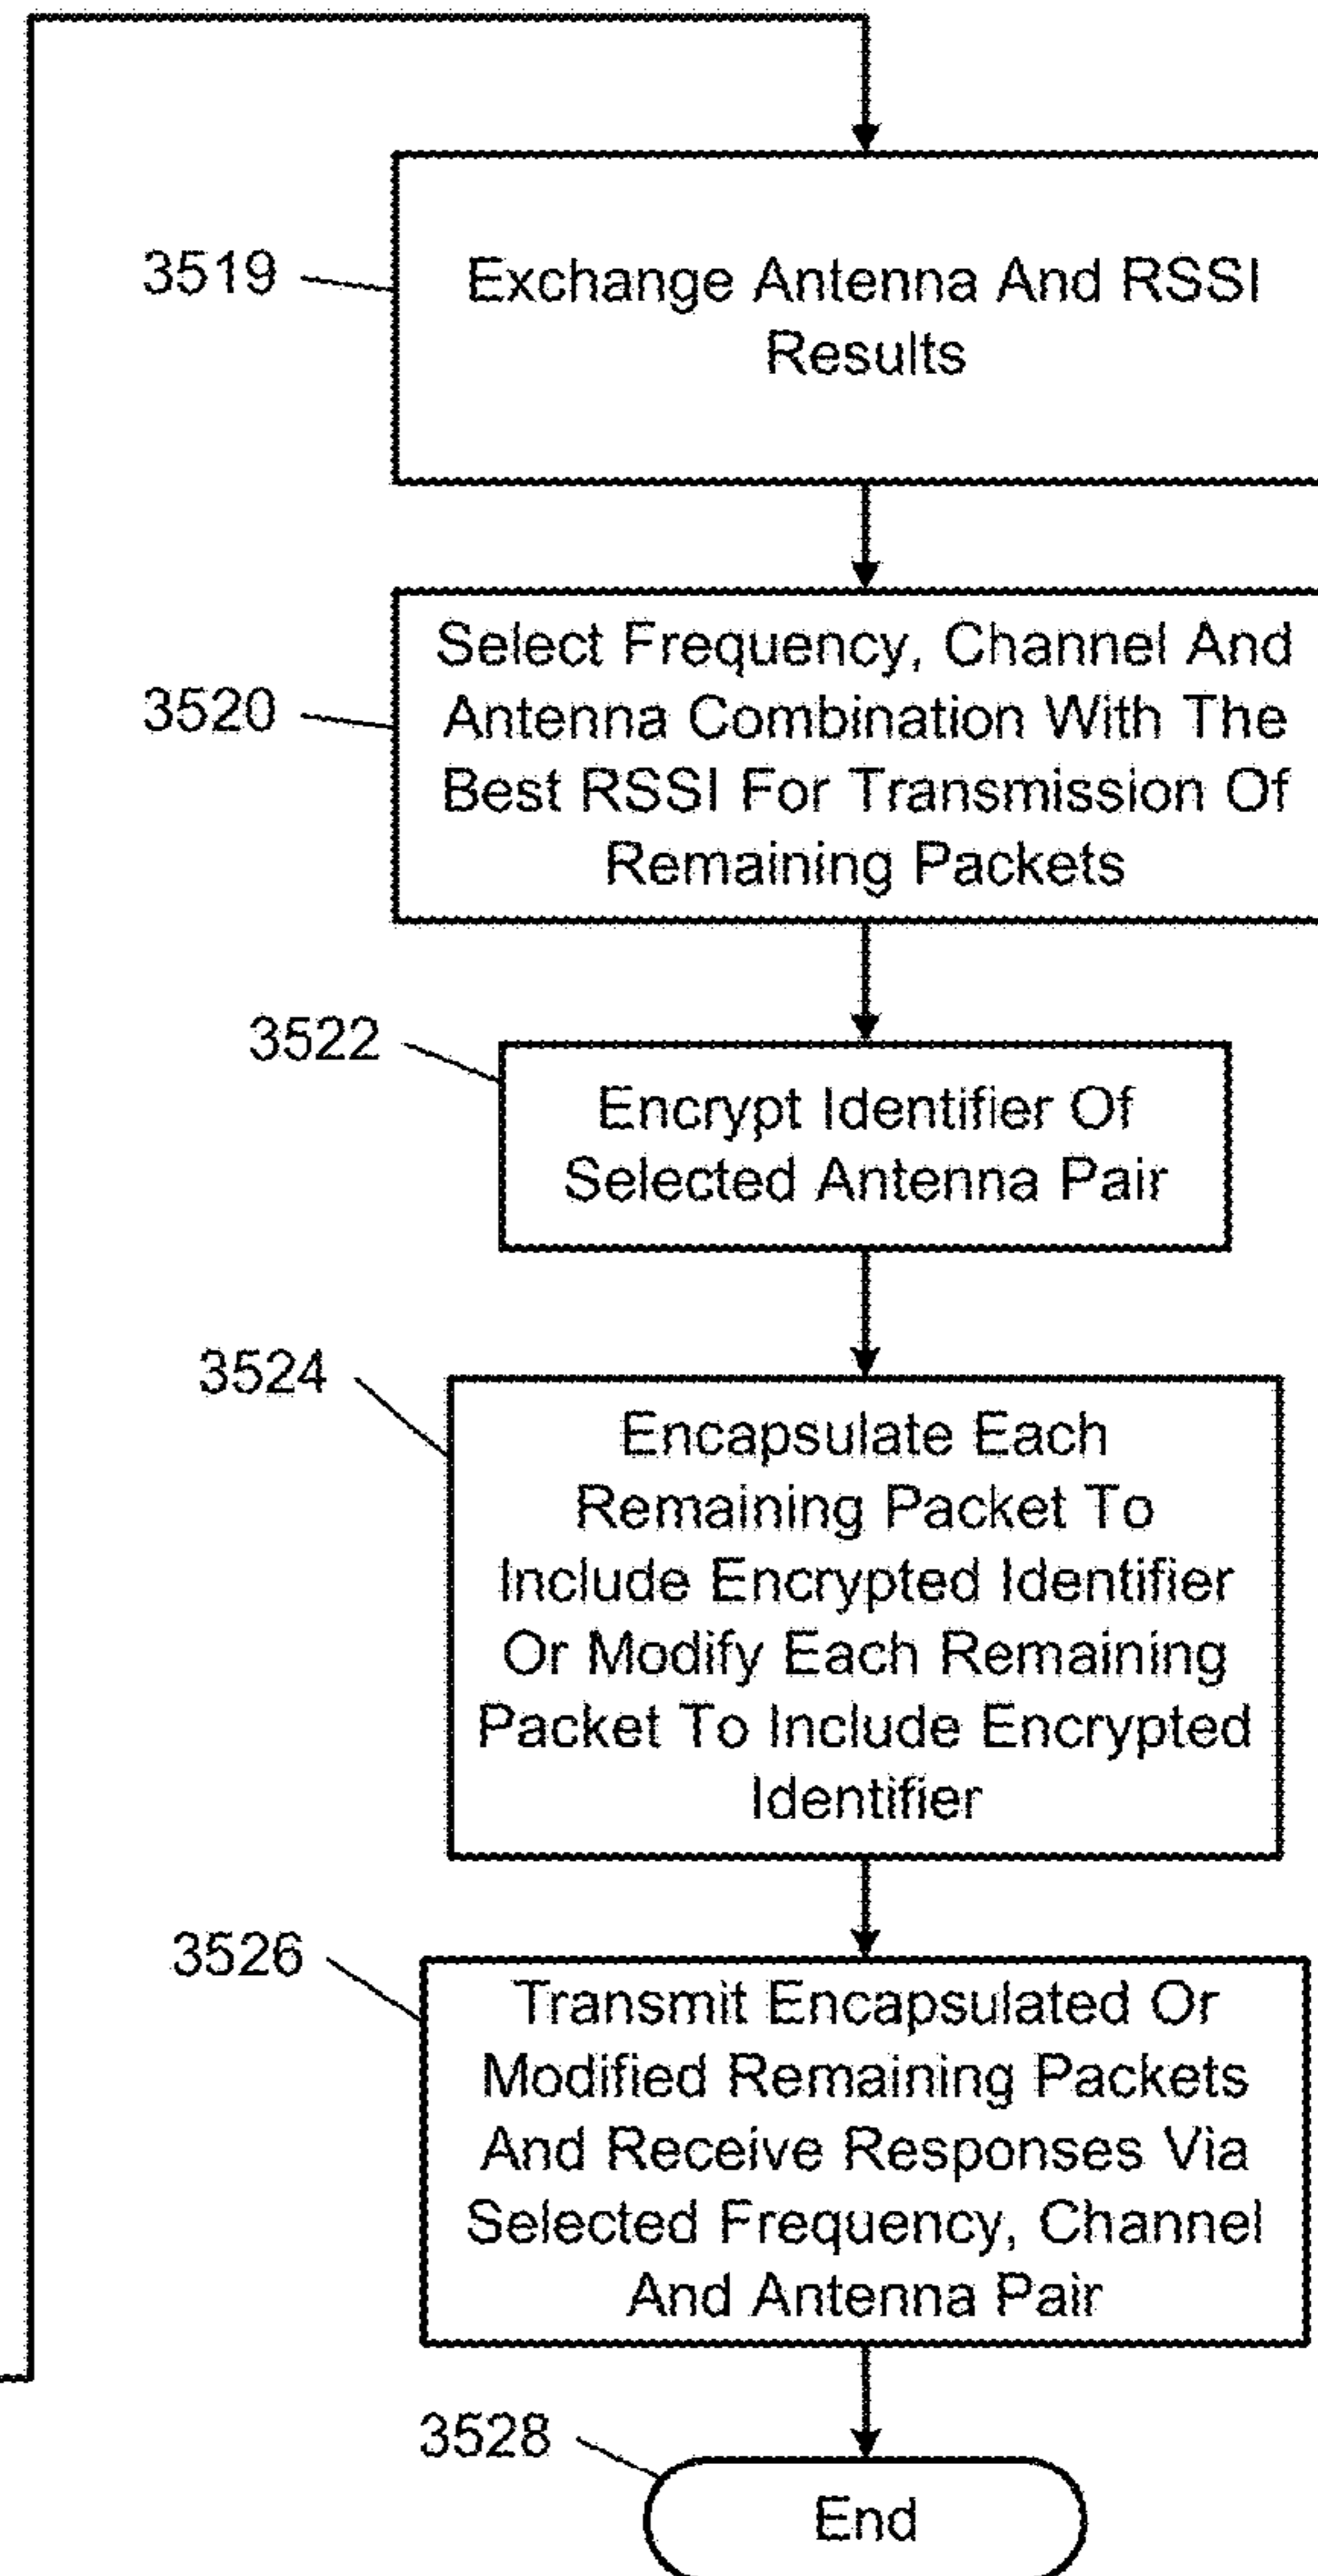 3519
Exchange Antenna And RSSI
Results
3520
Select Frequency, Channel And
Antenna Combination With The
Best RSSI For Transmission Of
Remaining Packets
3522
Encrypt Identifier Of
Selected Antenna Pair
3524
Encapsulate Each
Remaining Packet To
Include Encrypted Identifier
Or Modify Each Remaining
Packet To Include Encrypted
Identifier
3526
Transmit Encapsulated Or
Modified Remaining Packets
And Receive Responses Via
Selected Frequency, Channel
And Antenna Pair
3528
End